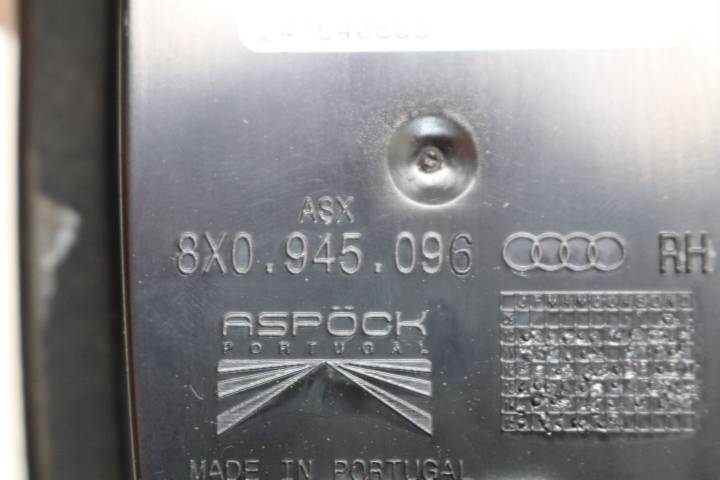 ASX
8X0.945.096 RH
ASPÖCK
PORTUGAL
MADE IN PORTUGAL